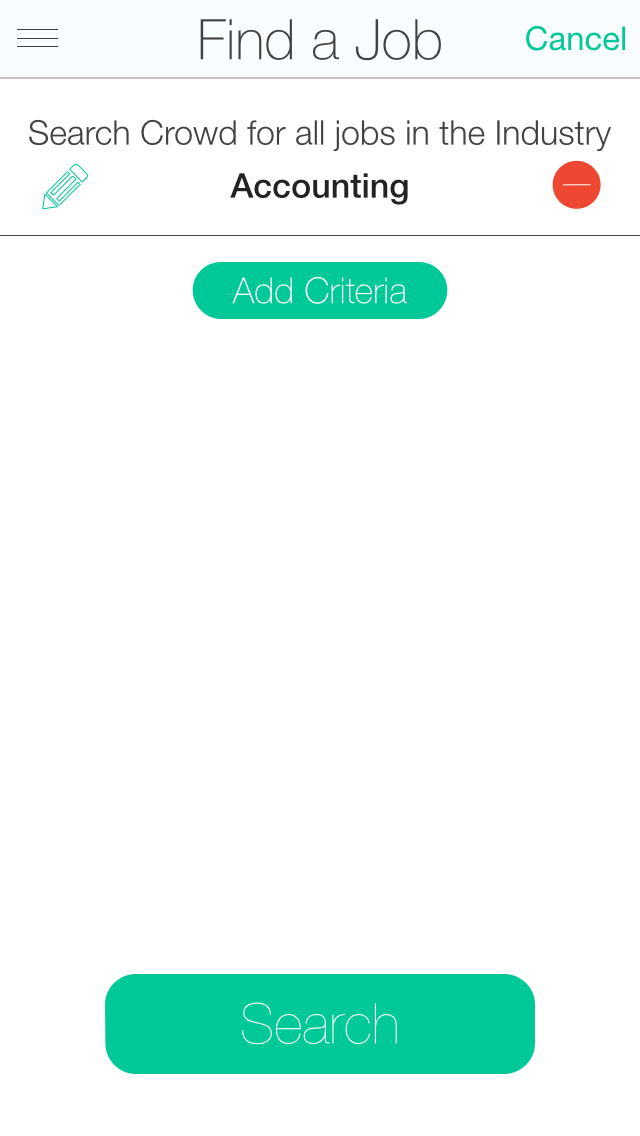 Find a Job
Cancel
Search Crowd for all jobs in the Industry
Accounting
Add Criteria
Search